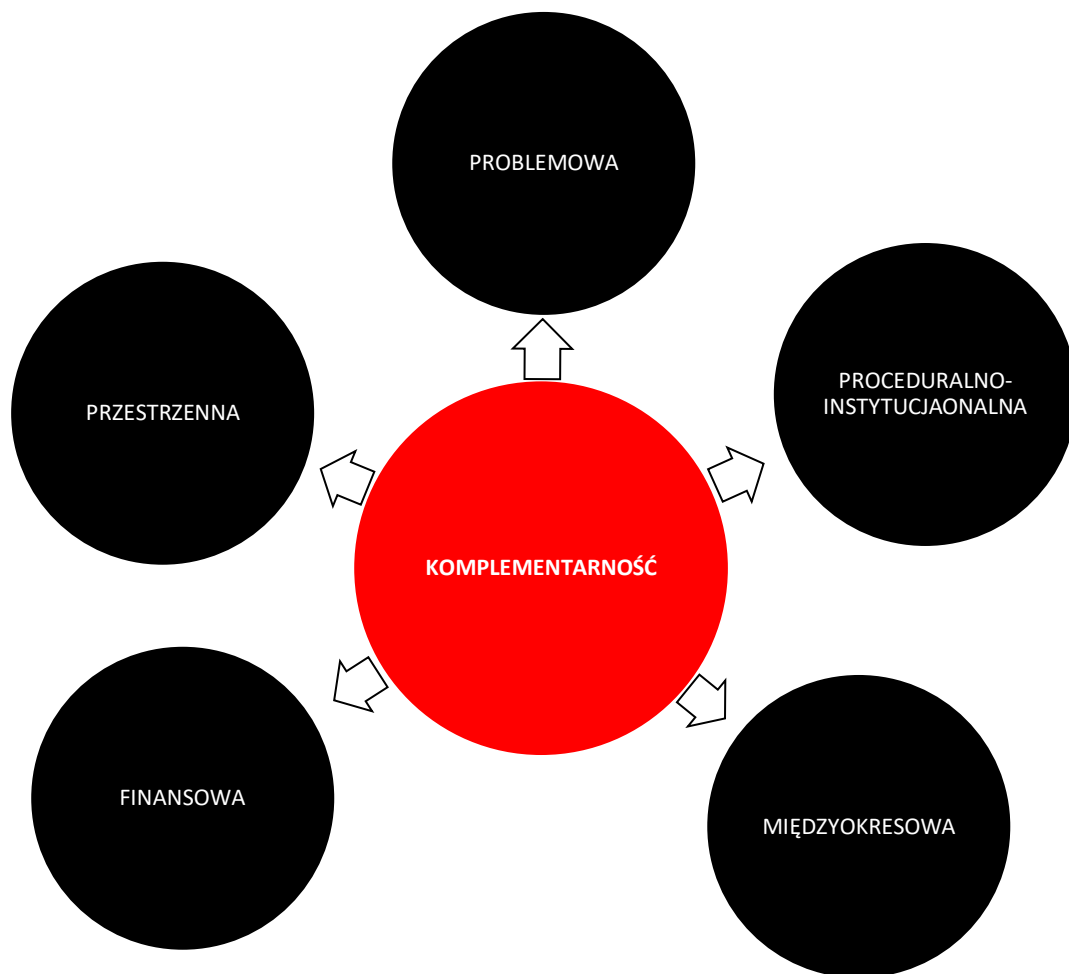 PROBLEMOWA
PROCEDURALNO-
INSTYTUCJAONALNA
PRZESTRZENNA
KOMPLEMENTARNOŚĆ
FINANSOWA
MIĘDZYOKRESOWA